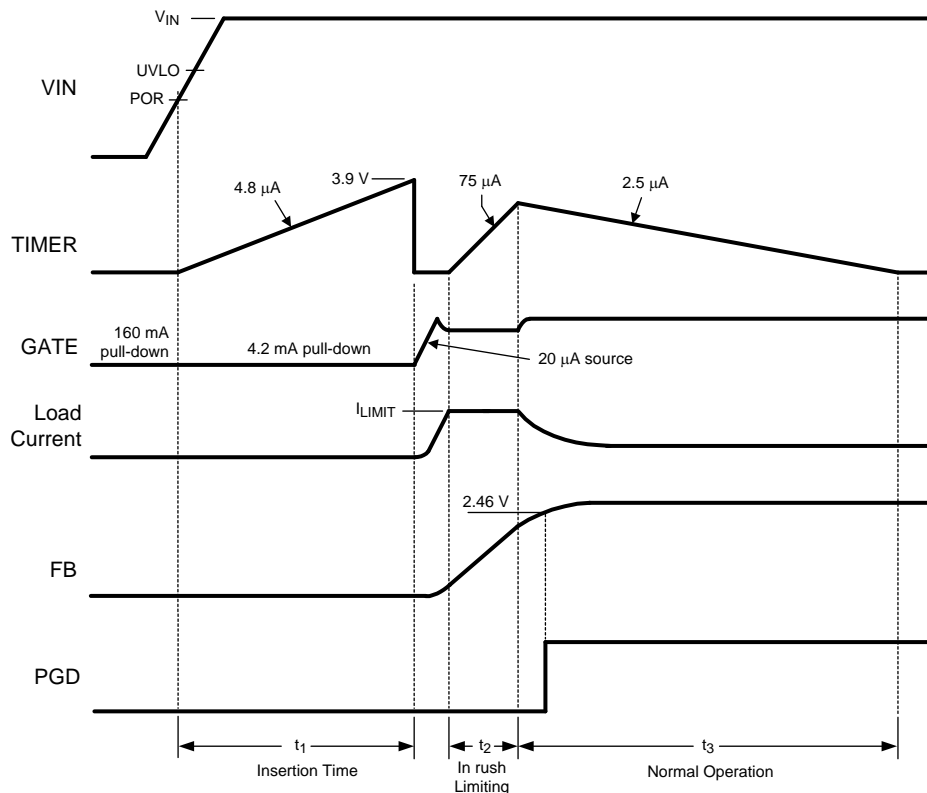 VIN
UVLO
VIN
POR
4.8 μA
3.9 V
75 μA
2.5 μA
TIMER
160 mA
pull-down
GATE
4.2 mA pull-down
20 μA source
Load
Current
ILIMIT
2.46 V
FB
PGD
t1
t2
t3
Insertion Time
In rush
Limiting
Normal Operation